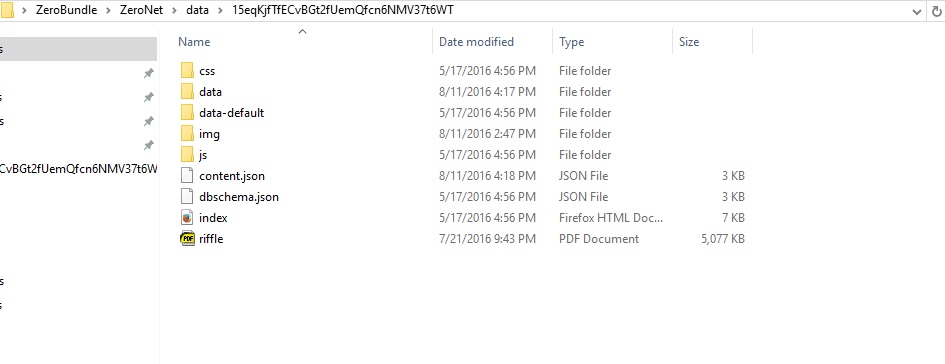 ZeroBundle > ZeroNet > data > 15eqKjfTfECvBGt2fUemQfcn6NMV37t6WT
Name Date modified Type Size
s
css 5/17/2016 4:56 PM File folder
data 8/11/2016 4:17 PM File folder
s
data-default 5/17/2016 4:56 PM File folder
s
img 8/11/2016 2:47 PM File folder
js 5/17/2016 4:56 PM File folder
CvBGt2fUemQfcn6NMV37t6W
content.json 8/11/2016 4:18 PM JSON File 3 KB
dbschema.json 5/17/2016 4:56 PM JSON File 3 KB
index 5/17/2016 4:56 PM Firefox HTML Doc... 7 KB
riffle 7/21/2016 9:43 PM PDF Document 5,077 KB
s
s